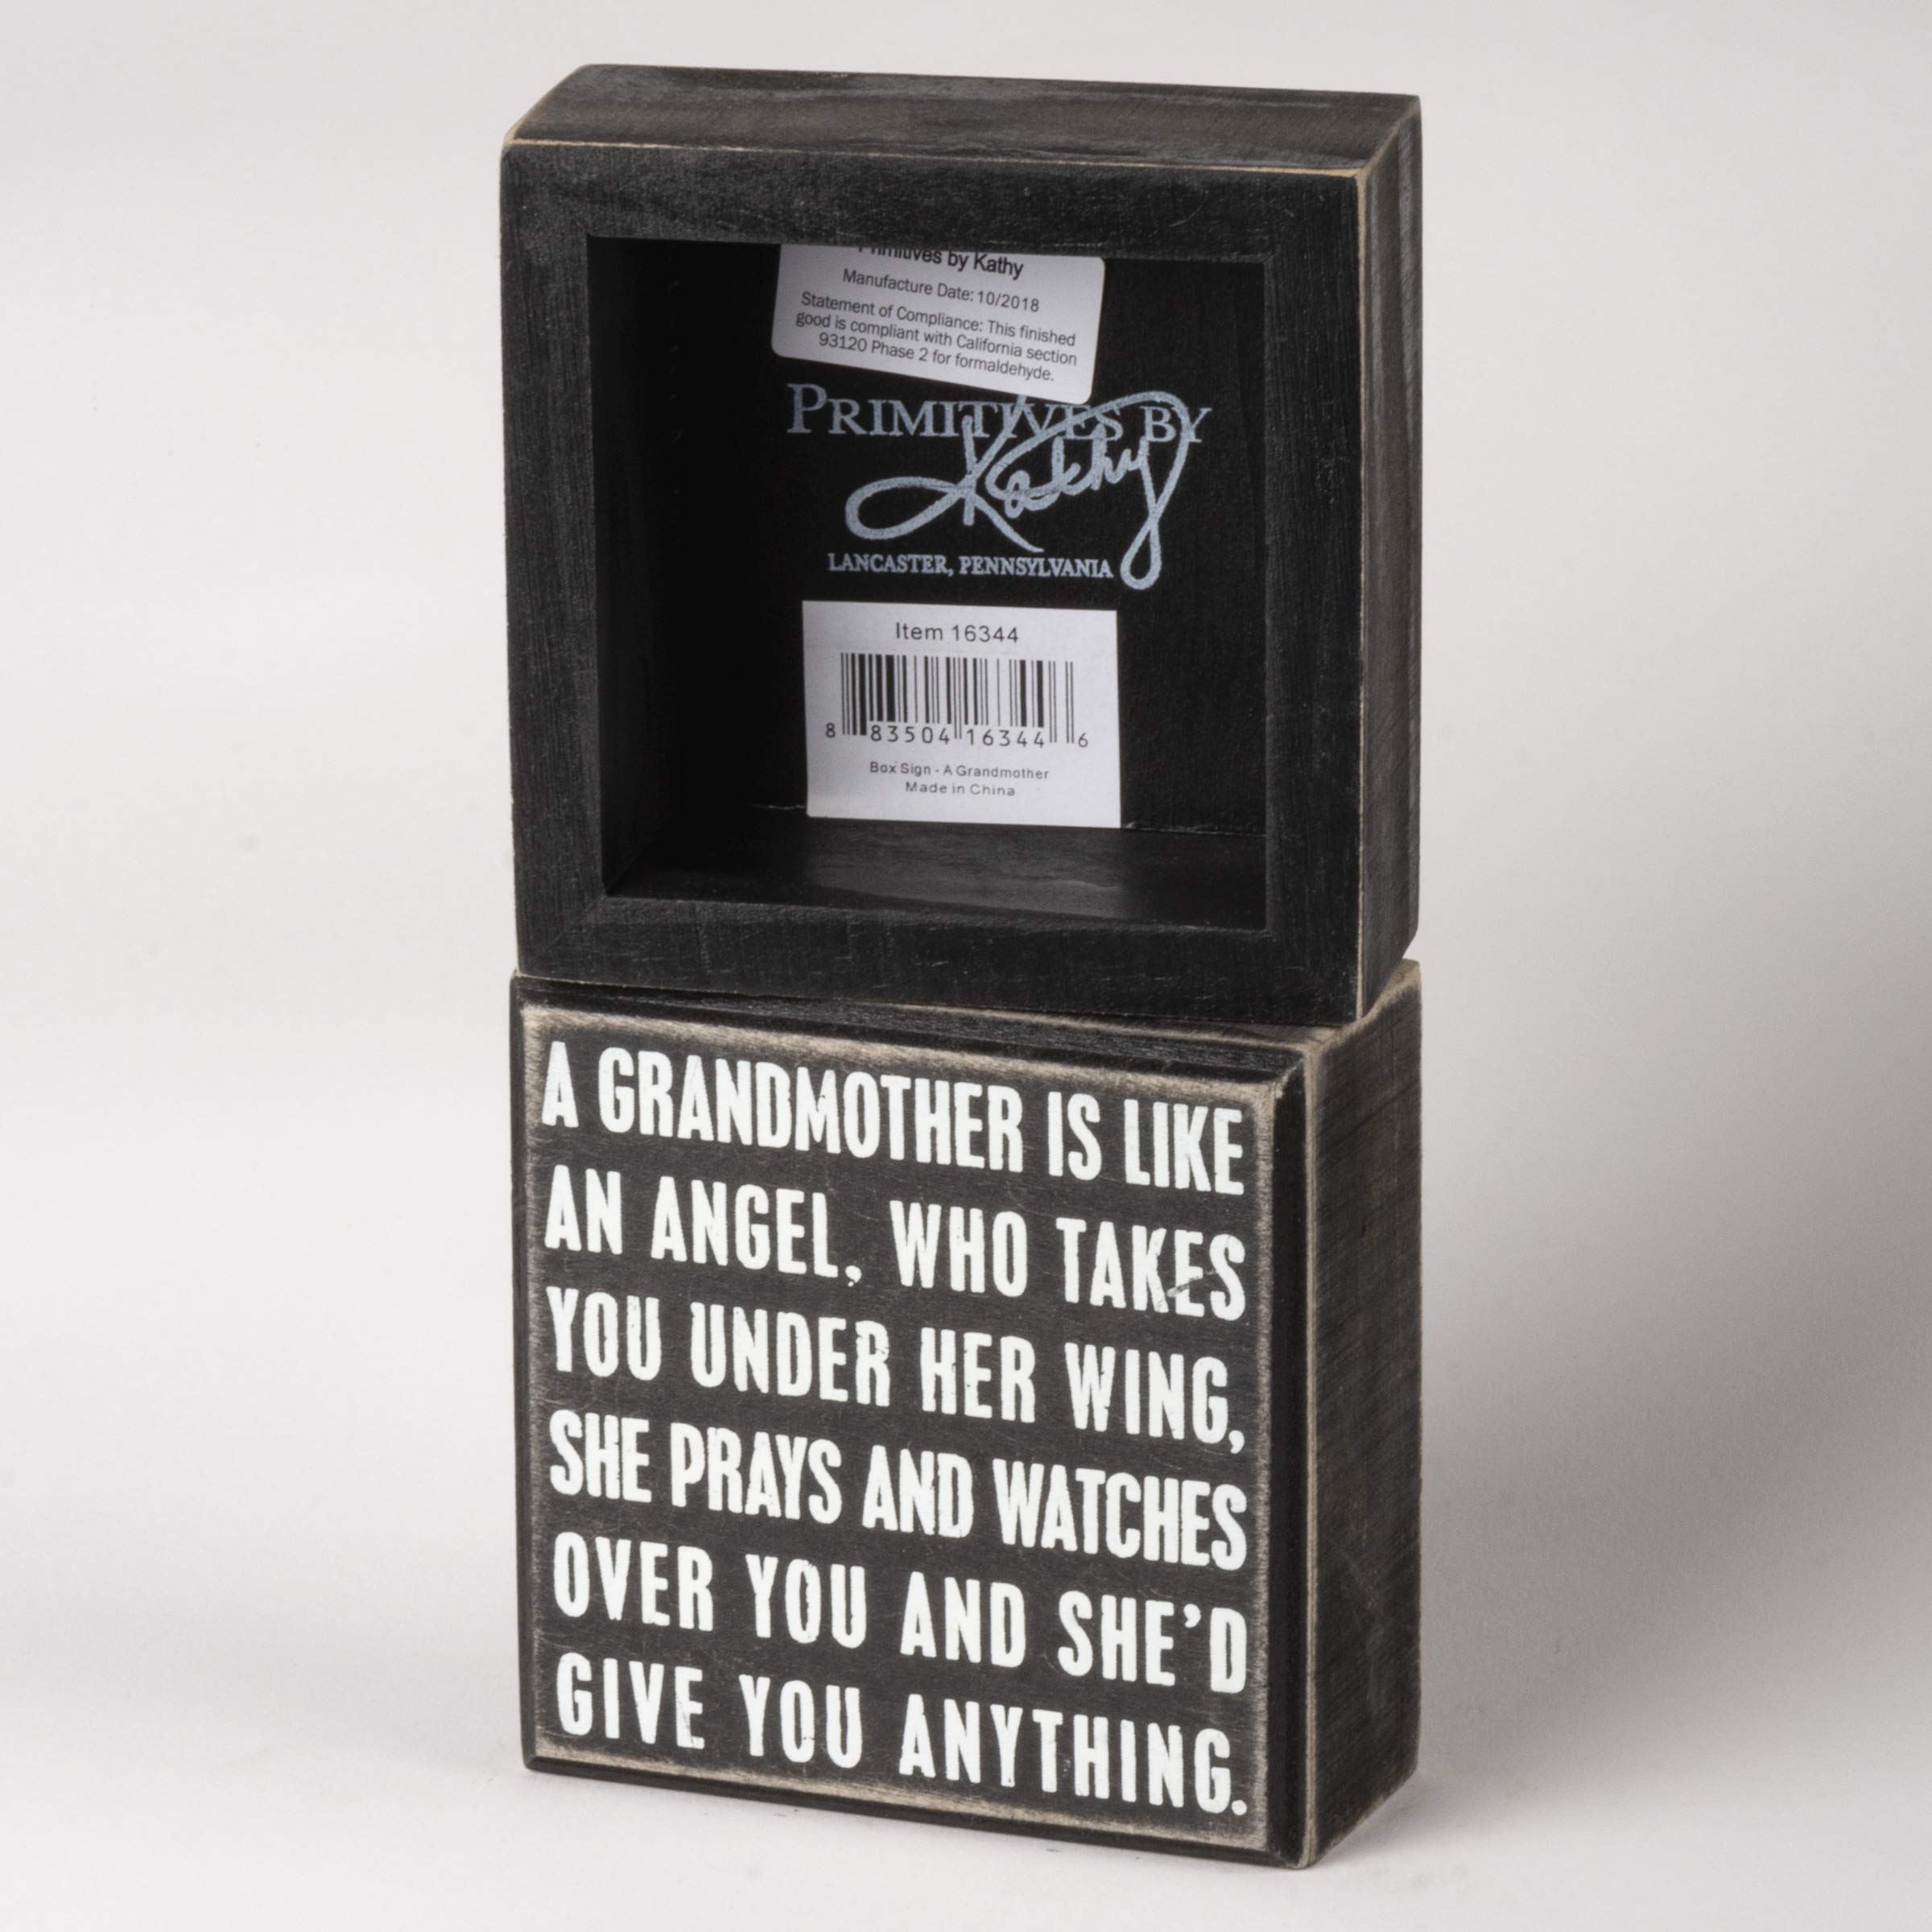 Primitives by Kathy
Manufacture Date: 10/2018
Statement of Compliance: This finished
good is compliant with California section
93120 Phase 2 for formaldehyde.
PRIMITIVES BY
Kathy
LANCASTER, PENNSYLVANIA
Item 16344
8 83504 16344 6
Box Sign - A Grandmother
Made in China
A GRANDMOTHER IS LIKE
AN ANGEL, WHO TAKES
YOU UNDER HER WING,
SHE PRAYS AND WATCHES
OVER YOU AND SHE'D
GIVE YOU ANYTHING.